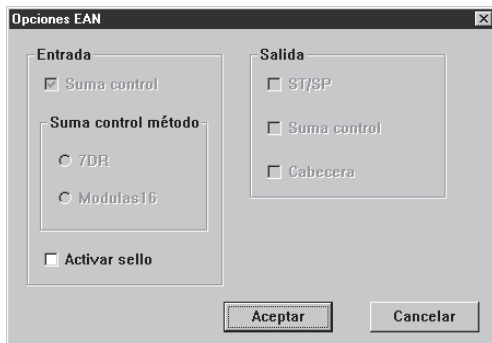 Opciones EAN
Entrada
Suma control
Suma control método
7DR
Modulas16
Activar sello
Salida
ST/SP
Suma control
Cabecera
Aceptar
Cancelar